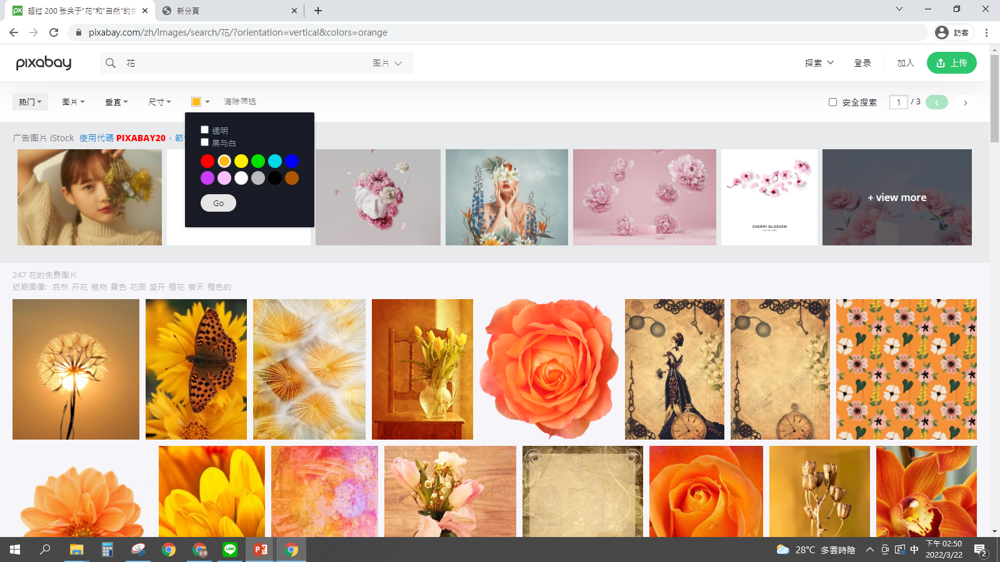 超过 200 张关于“花”和“自然”的免
新分頁
pixabay.com/zh/images/search/花/?orientation=vertical&colors=orange
訪客
pixabay
花
图片
探索
登录
加入
上传
热门
图片
垂直
尺寸
清除筛选
安全搜索
1 / 3
透明
黑与白
Go
广告图片 iStock 使用代碼 PIXABAY20,節
CHERRY BLOSSOM
+ view more
247 花的免费图片
近期图像: 自然 开花 植物 黄色 花园 盛开 橙花 春天 橙色的
LINE
28°C 多雲時陰
中
下午 02:50
2022/3/22
2